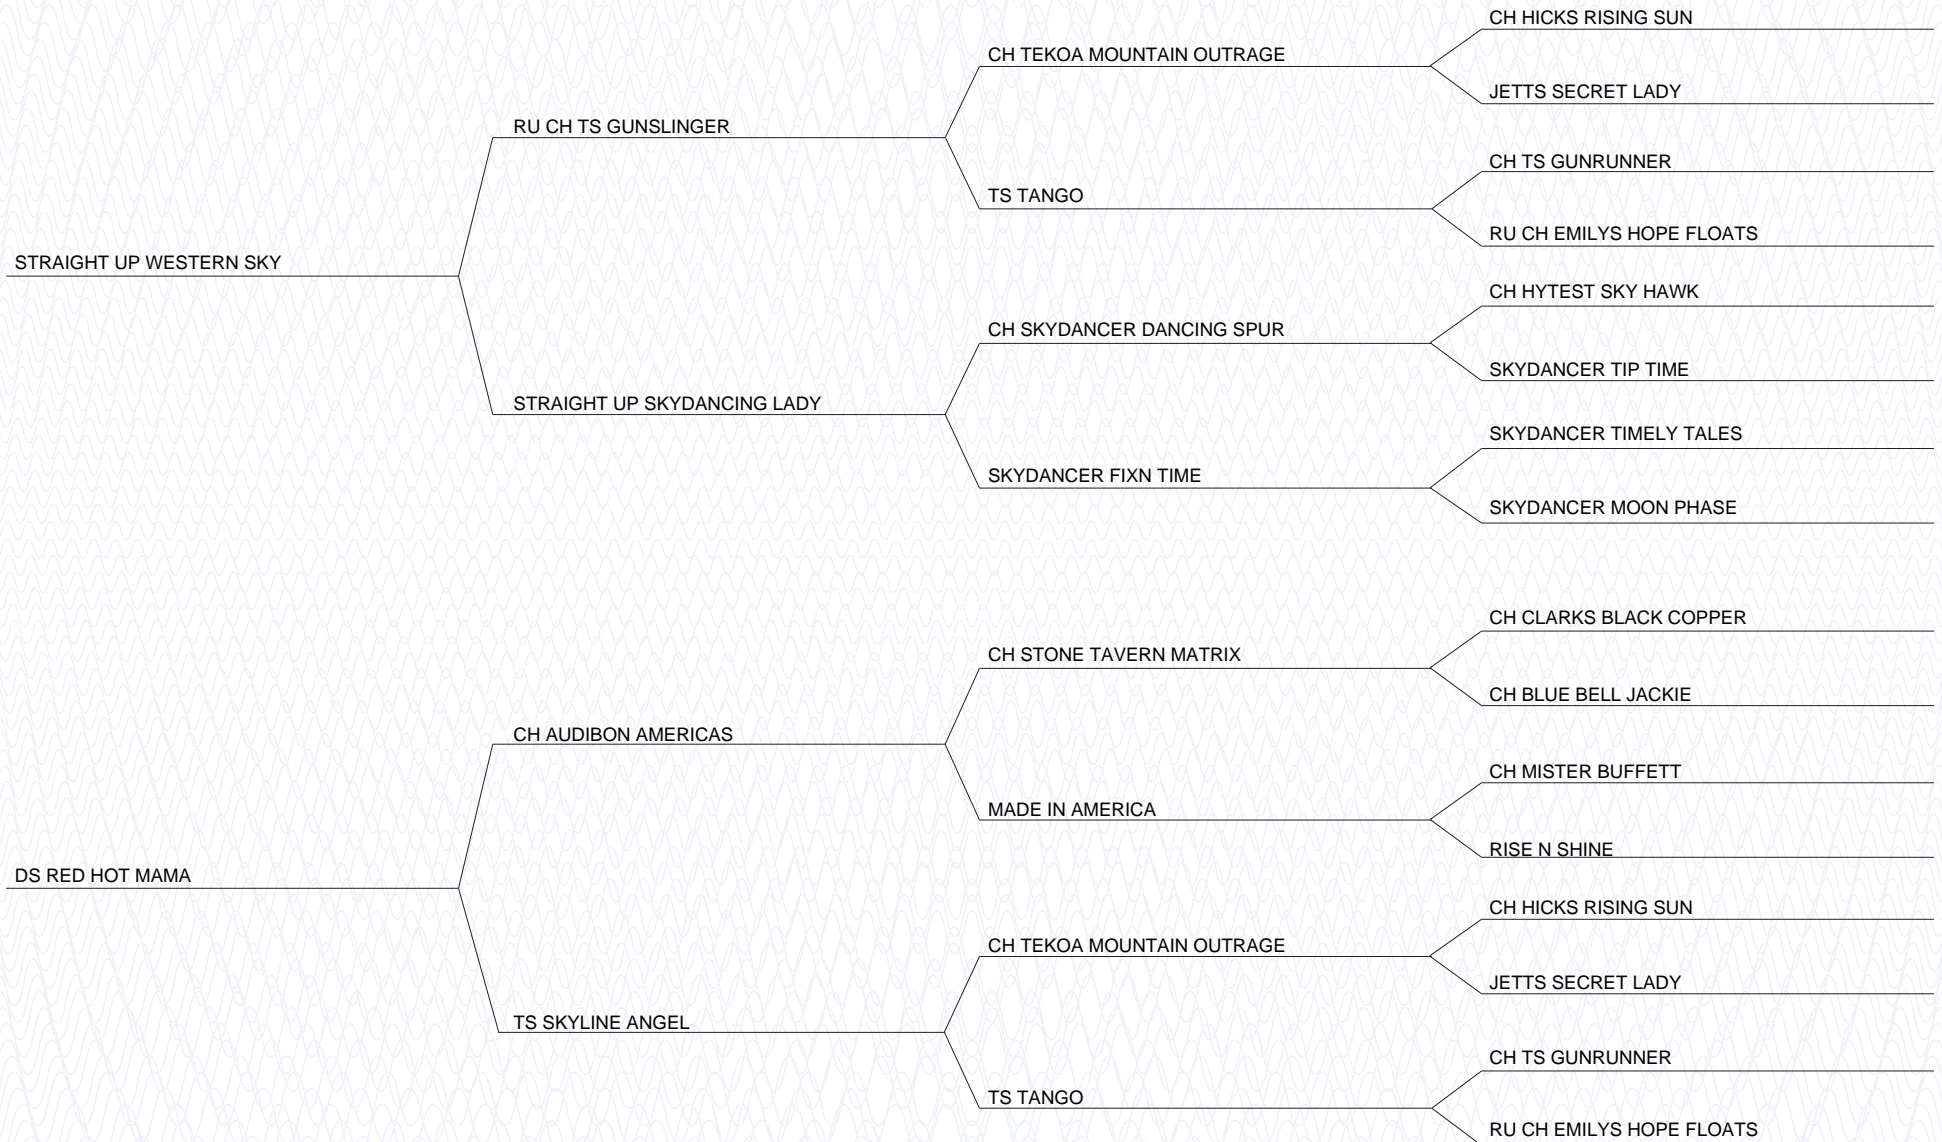 CH HICKS RISING SUN
CH TEKOA MOUNTAIN OUTRAGE
JETTS SECRET LADY
RU CH TS GUNSLINGER
CH TS GUNRUNNER
TS TANGO
RU CH EMILYS HOPE FLOATS
STRAIGHT UP WESTERN SKY
CH HYTEST SKY HAWK
CH SKYDANCER DANCING SPUR
SKYDANCER TIP TIME
STRAIGHT UP SKYDANCING LADY
SKYDANCER TIMELY TALES
SKYDANCER FIXN TIME
SKYDANCER MOON PHASE
CH CLARKS BLACK COPPER
CH STONE TAVERN MATRIX
CH BLUE BELL JACKIE
CH AUDIBON AMERICAS
CH MISTER BUFFETT
MADE IN AMERICA
RISE N SHINE
DS RED HOT MAMA
CH HICKS RISING SUN
CH TEKOA MOUNTAIN OUTRAGE
JETTS SECRET LADY
TS SKYLINE ANGEL
CH TS GUNRUNNER
TS TANGO
RU CH EMILYS HOPE FLOATS